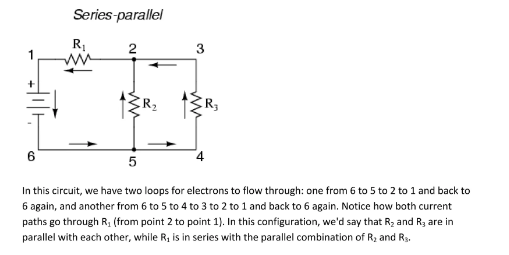 Series-parallel
R1
1
2
3
+
R2
R3
-
6
5
4
In this circuit, we have two loops for electrons to flow through: one from 6 to 5 to 2 to 1 and back to
6 again, and another from 6 to 5 to 4 to 3 to 2 to 1 and back to 6 again. Notice how both current
paths go through R1 (from point 2 to point 1). In this configuration, we'd say that R2 and R3 are in
parallel with each other, while R1 is in series with the parallel combination of R2 and R3.